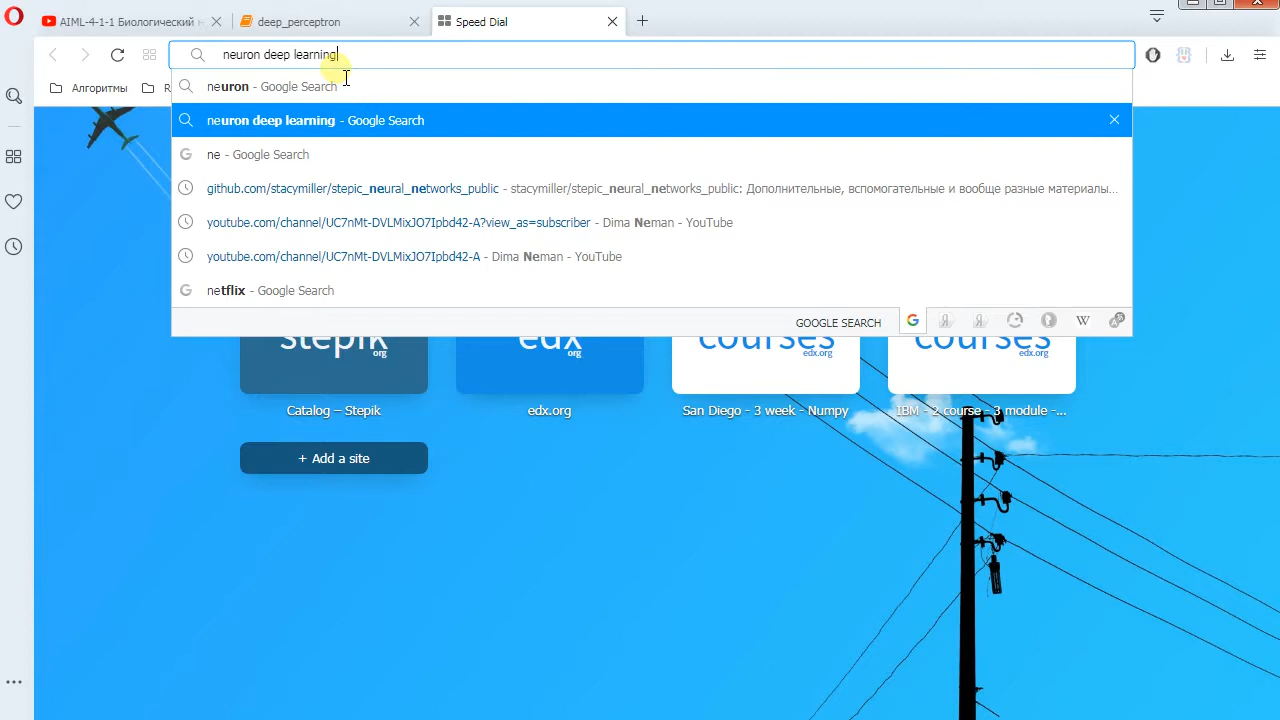 AIML-4-1-1 Биологический н
deep_perceptron
Speed Dial
neuron deep learning
Алгоритмы
neuron - Google Search
neuron deep learning - Google Search
ne - Google Search
github.com/stacymiller/stepic_neural_networks_public - stacymiller/stepic_neural_networks_public: Дополнительные, вспомогательные и вообще разные материалы...
youtube.com/channel/UC7nMt-DVLMixJO7Ipbd42-A?view_as=subscriber - Dima Neman - YouTube
youtube.com/channel/UC7nMt-DVLMixJO7Ipbd42-A - Dima Neman - YouTube
netflix - Google Search
GOOGLE SEARCH
stepik
org
edx
org
courses
edx.org
courses
edx.org
Catalog – Stepik
edx.org
San Diego - 3 week - Numpy
IBM - 2 course - 3 module -...
+ Add a site